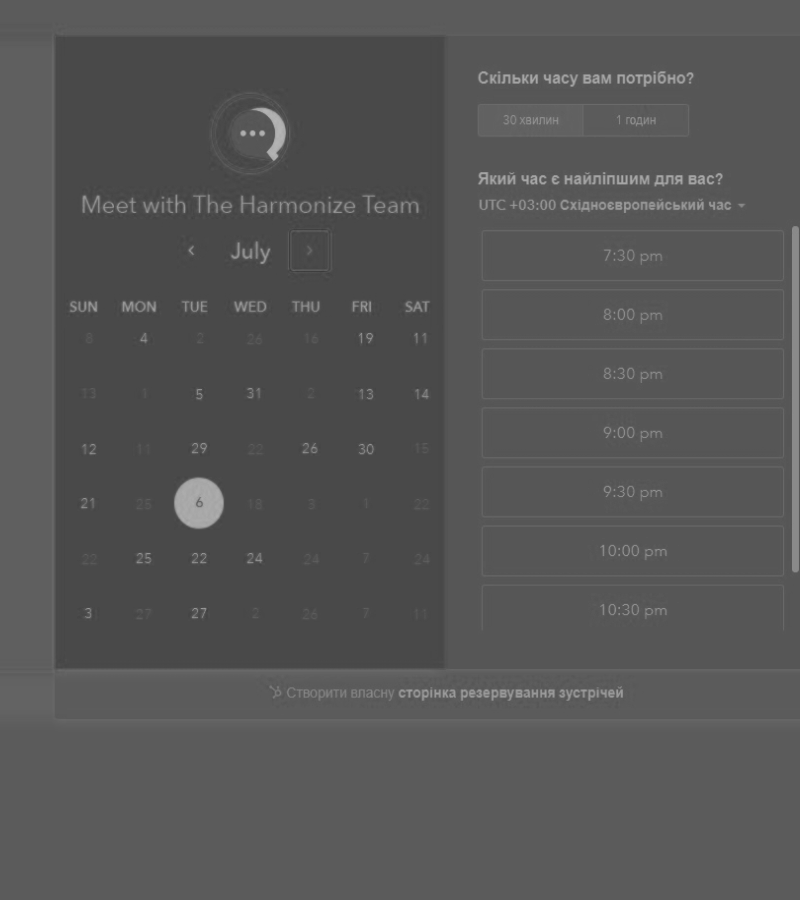 Meet with The Harmonize Team
July
SUN MON TUE WED THU FRI SAT
4 2 26 19 11
13 1 5 31 2 13 14
12 11 29 22 26 30 15
21 6 18 3 1 22
22 25 22 24 24 7 24
3 27 27 2 26 7 11
Скільки часу вам потрібно?
30 хвилин 1 годин
Який час є найліпшим для вас?
UTC +03:00 Східноєвропейський час
7:30 pm
8:00 pm
8:30 pm
9:00 pm
9:30 pm
10:00 pm
10:30 pm
Створити власну сторінка резервування зустрічей